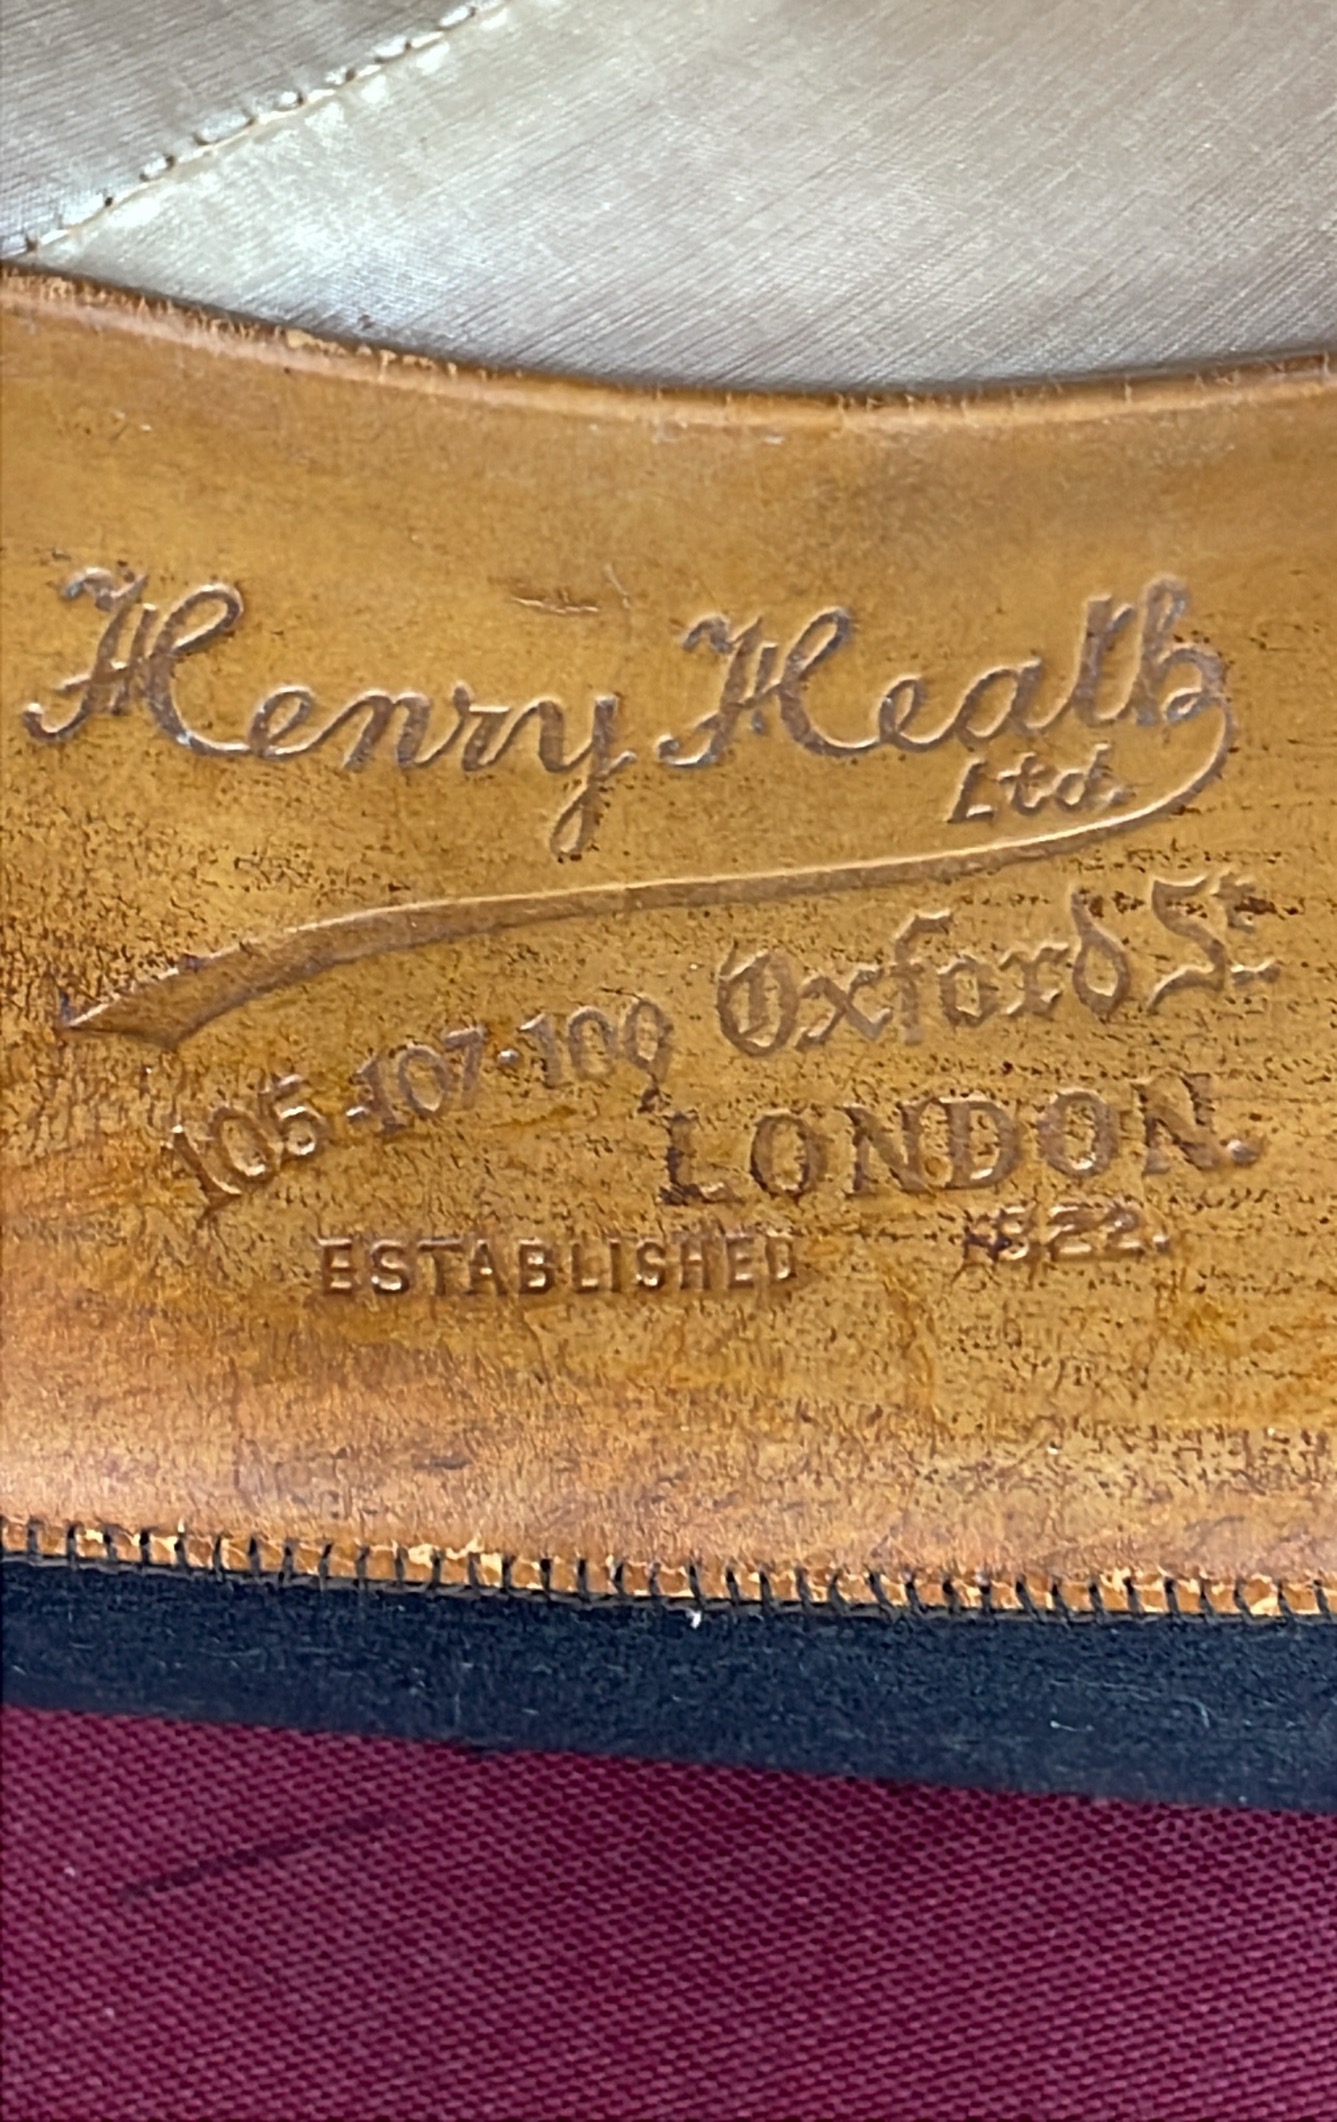 Henry Heath
Ltd.
105·107·109 Oxford St.
LONDON.
ESTABLISHED 1822.